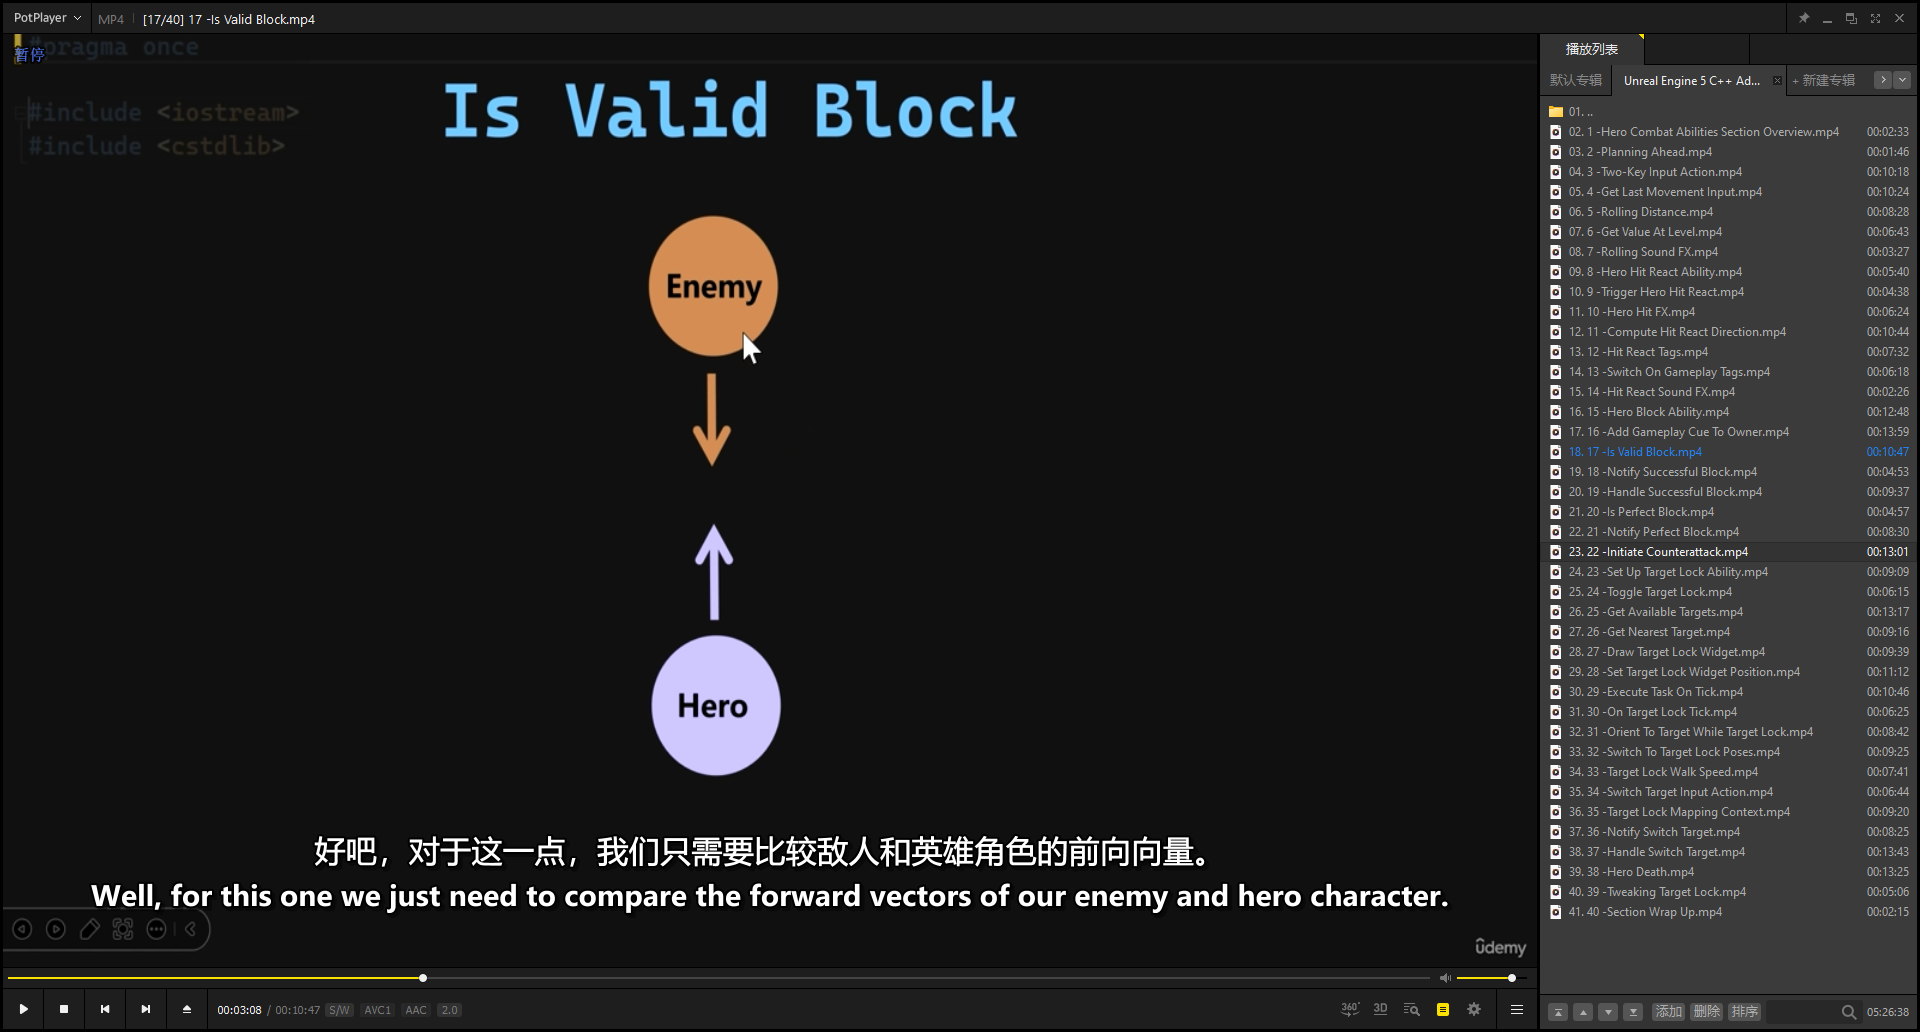 PotPlayer
MP4
[17/40] 17 -Is Valid Block.mp4
#pragma once
暂停
#include <iostream>
#include <cstdlib>
Is Valid Block
Enemy
Hero
好吧，对于这一点，我们只需要比较敌人和英雄角色的前向向量。
Well, for this one we just need to compare the forward vectors of our enemy and hero character.
ûdemy
00:03:08 / 00:10:47 S/W AVC1 AAC 2.0
360° 3D
播放列表
默认专辑 Unreal Engine 5 C++ Ad... + 新建专辑
01. ..
02. 1 -Hero Combat Abilities Section Overview.mp4 00:02:33
03. 2 -Planning Ahead.mp4 00:01:46
04. 3 -Two-Key Input Action.mp4 00:10:18
05. 4 -Get Last Movement Input.mp4 00:10:24
06. 5 -Rolling Distance.mp4 00:08:28
07. 6 -Get Value At Level.mp4 00:06:43
08. 7 -Rolling Sound FX.mp4 00:03:27
09. 8 -Hero Hit React Ability.mp4 00:05:40
10. 9 -Trigger Hero Hit React.mp4 00:04:38
11. 10 -Hero Hit FX.mp4 00:06:24
12. 11 -Compute Hit React Direction.mp4 00:10:44
13. 12 -Hit React Tags.mp4 00:07:32
14. 13 -Switch On Gameplay Tags.mp4 00:06:18
15. 14 -Hit React Sound FX.mp4 00:02:26
16. 15 -Hero Block Ability.mp4 00:12:48
17. 16 -Add Gameplay Cue To Owner.mp4 00:13:59
18. 17 -Is Valid Block.mp4 00:10:47
19. 18 -Notify Successful Block.mp4 00:04:53
20. 19 -Handle Successful Block.mp4 00:09:37
21. 20 -Is Perfect Block.mp4 00:04:57
22. 21 -Notify Perfect Block.mp4 00:08:30
23. 22 -Initiate Counterattack.mp4 00:13:01
24. 23 -Set Up Target Lock Ability.mp4 00:09:09
25. 24 -Toggle Target Lock.mp4 00:06:15
26. 25 -Get Available Targets.mp4 00:13:17
27. 26 -Get Nearest Target.mp4 00:09:16
28. 27 -Draw Target Lock Widget.mp4 00:09:39
29. 28 -Set Target Lock Widget Position.mp4 00:11:12
30. 29 -Execute Task On Tick.mp4 00:10:46
31. 30 -On Target Lock Tick.mp4 00:06:25
32. 31 -Orient To Target While Target Lock.mp4 00:08:42
33. 32 -Switch To Target Lock Poses.mp4 00:09:25
34. 33 -Target Lock Walk Speed.mp4 00:07:41
35. 34 -Switch Target Input Action.mp4 00:06:44
36. 35 -Target Lock Mapping Context.mp4 00:09:20
37. 36 -Notify Switch Target.mp4 00:08:25
38. 37 -Handle Switch Target.mp4 00:13:43
39. 38 -Hero Death.mp4 00:13:25
40. 39 -Tweaking Target Lock.mp4 00:05:06
41. 40 -Section Wrap Up.mp4 00:02:15
添加 删除 排序 05:26:38